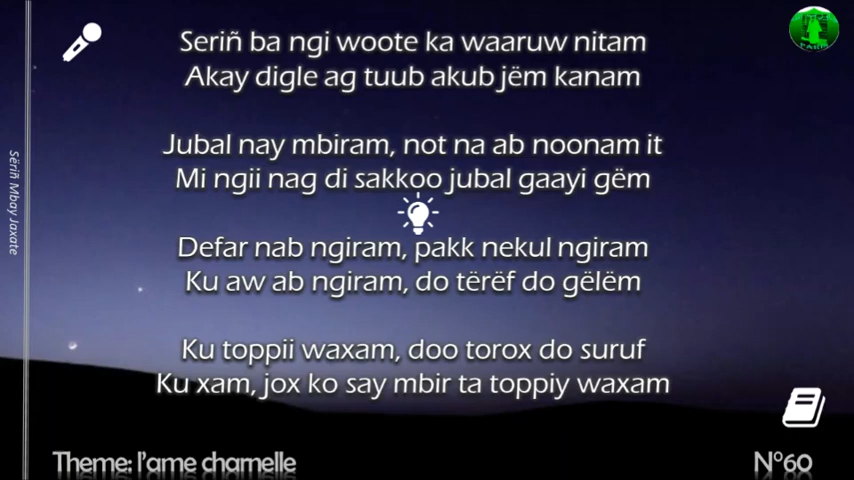 Seriñ ba ngi woote ka waaruw nitam
Akay digle ag tuub akub jëm kanam
Jubal nay mbiram, not na ab noonam it
Mi ngii nag di sakkoo jubal gaayi gëm
Defar nab ngiram, pakk nekul ngiram
Ku aw ab ngiram, do tërëf do gëlëm
Ku toppii waxam, doo torox do suruf
Ku xam, jox ko say mbir ta toppiy waxam
Sëriñ Mbay Jaxate
Theme: l'ame charnelle
N°60